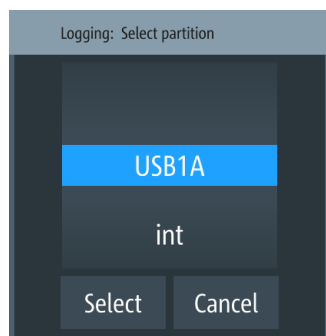 Logging: Select partition
USB1A
int
Select Cancel